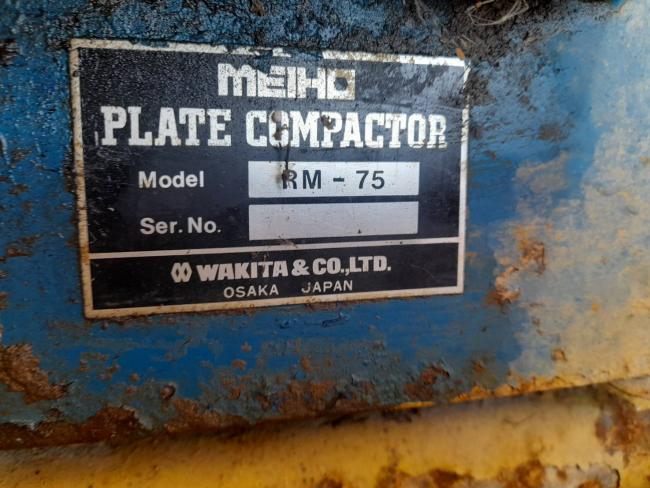 MEIHO
PLATE COMPACTOR
Model RM-75
Ser. No.
WAKITA & CO., LTD.
OSAKA JAPAN